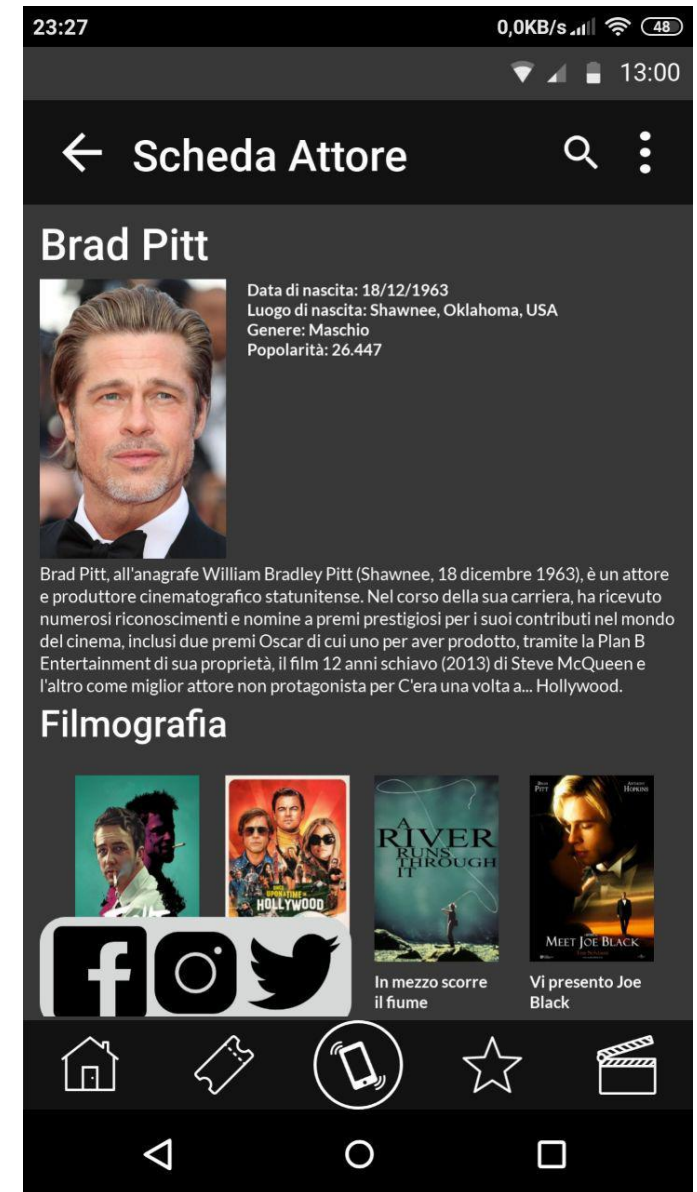 23:27 0,0KB/s 48
13:00
Scheda Attore
Brad Pitt
Data di nascita: 18/12/1963
Luogo di nascita: Shawnee, Oklahoma, USA
Genere: Maschio
Popolarità: 26.447
Brad Pitt, all'anagrafe William Bradley Pitt (Shawnee, 18 dicembre 1963), è un attore
e produttore cinematografico statunitense. Nel corso della sua carriera, ha ricevuto
numerosi riconoscimenti e nomine a premi prestigiosi per i suoi contributi nel mondo
del cinema, inclusi due premi Oscar di cui uno per aver prodotto, tramite la Plan B
Entertainment di sua proprietà, il film 12 anni schiavo (2013) di Steve McQueen e
l'altro come miglior attore non protagonista per C'era una volta a... Hollywood.
Filmografia
ONCE
UPON A TIME IN
HOLLYWOOD
A
RIVER
RUNS
THROUGH
IT
BRAD
PITT
ANTHONY
HOPKINS
MEET JOE BLACK
In mezzo scorre
il fiume
Vi presento Joe
Black